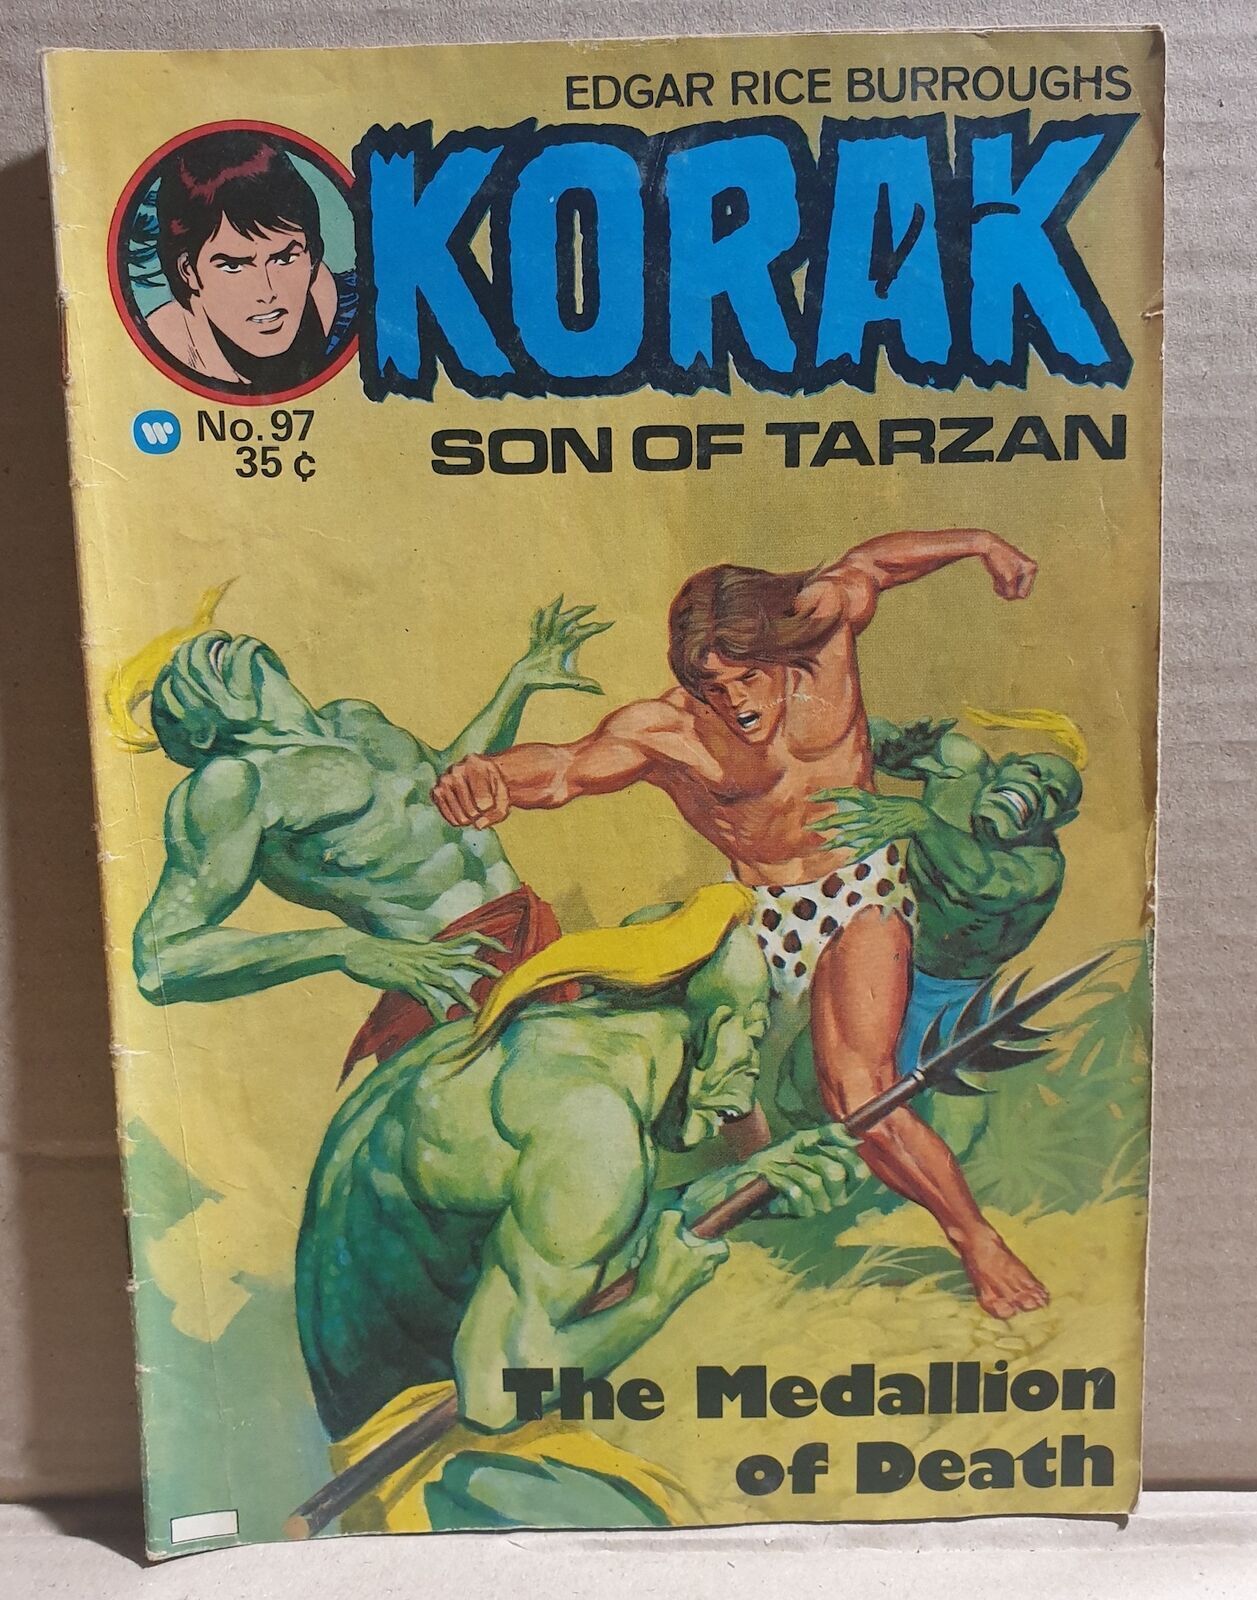 EDGAR RICE BURROUGHS
KORAK
SON OF TARZAN
No. 97
35 ¢
The Medallion
of Death